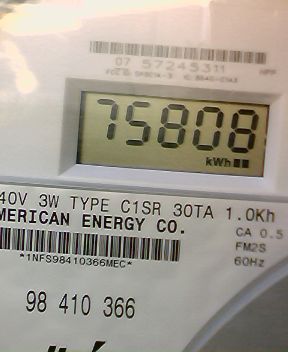 07 57245311
75808
kWh
40V 3W TYPE C1SR 30TA 1.0Kh
MERICAN ENERGY CO.
CA 0.5
FM2S
60Hz
*1NFS98410366MEC*
98 410 366